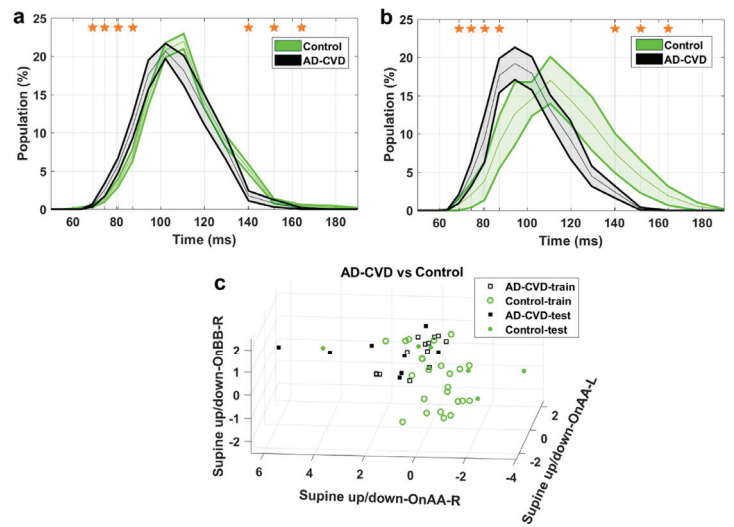 a
25
20
15
10
5
0
Population (%)
60 80 100 120 140 160 180
Time (ms)
Control
AD-CVD
b
25
20
15
10
5
0
Population (%)
60 80 100 120 140 160 180
Time (ms)
Control
AD-CVD
c
AD-CVD vs Control
AD-CVD-train
Control-train
AD-CVD-test
Control-test
Supine up/down-OnBB-R
2
1
0
-1
-2
6 4 2 0 -2 -4
Supine up/down-OnAA-R
2
0
-2
Supine up/down-OnAA-L